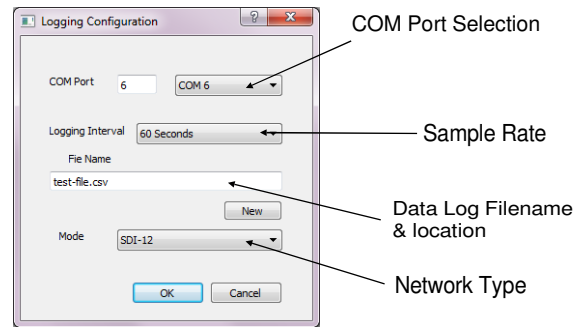 Logging Configuration
COM Port Selection
COM Port 6 COM 6
Logging Interval 60 Seconds
Sample Rate
Fie Name
test-file.csv
New
Data Log Filename
& location
Mode SDI-12
Network Type
OK Cancel